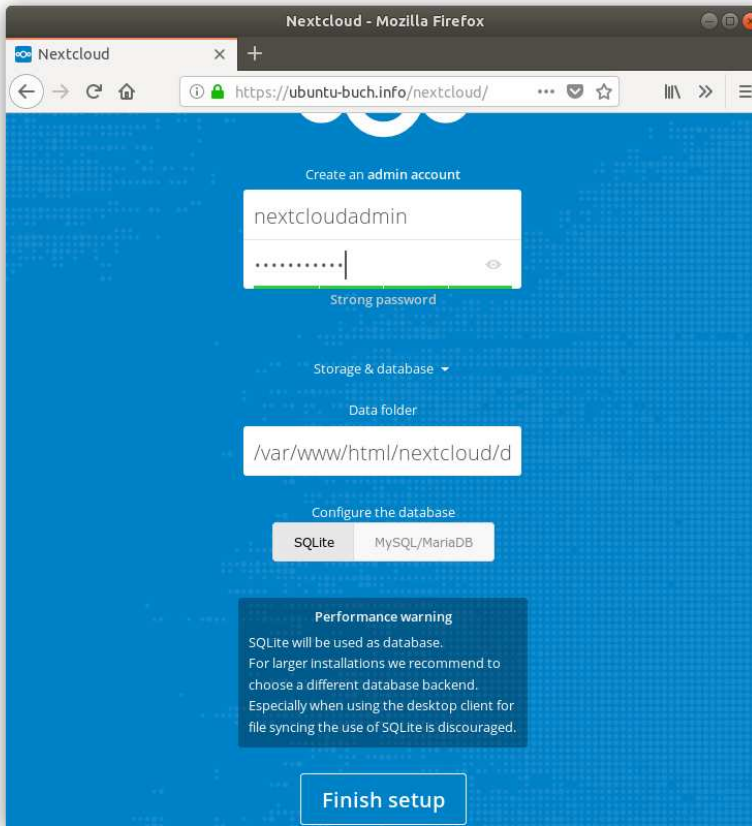 Nextcloud - Mozilla Firefox
Nextcloud
https://ubuntu-buch.info/nextcloud/
Create an admin account
nextcloudadmin
•••••••••••
Strong password
Storage & database
Data folder
/var/www/html/nextcloud/d
Configure the database
SQLite MySQL/MariaDB
Performance warning
SQLite will be used as database.
For larger installations we recommend to
choose a different database backend.
Especially when using the desktop client for
file syncing the use of SQLite is discouraged.
Finish setup